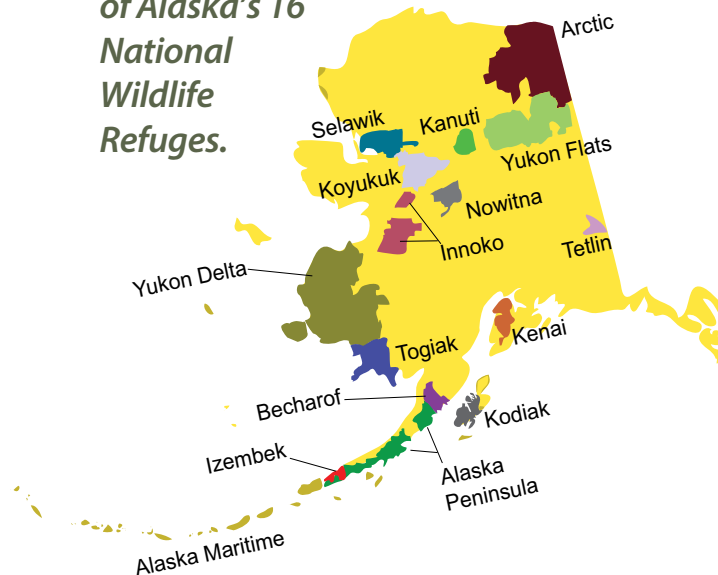 of Alaska's 16
National
Wildlife
Refuges.
Arctic
Selawik
Kanuti
Yukon Flats
Koyukuk
Nowitna
Innoko
Tetlin
Yukon Delta
Togiak
Kenai
Becharof
Kodiak
Izembek
Alaska
Peninsula
Alaska Maritime